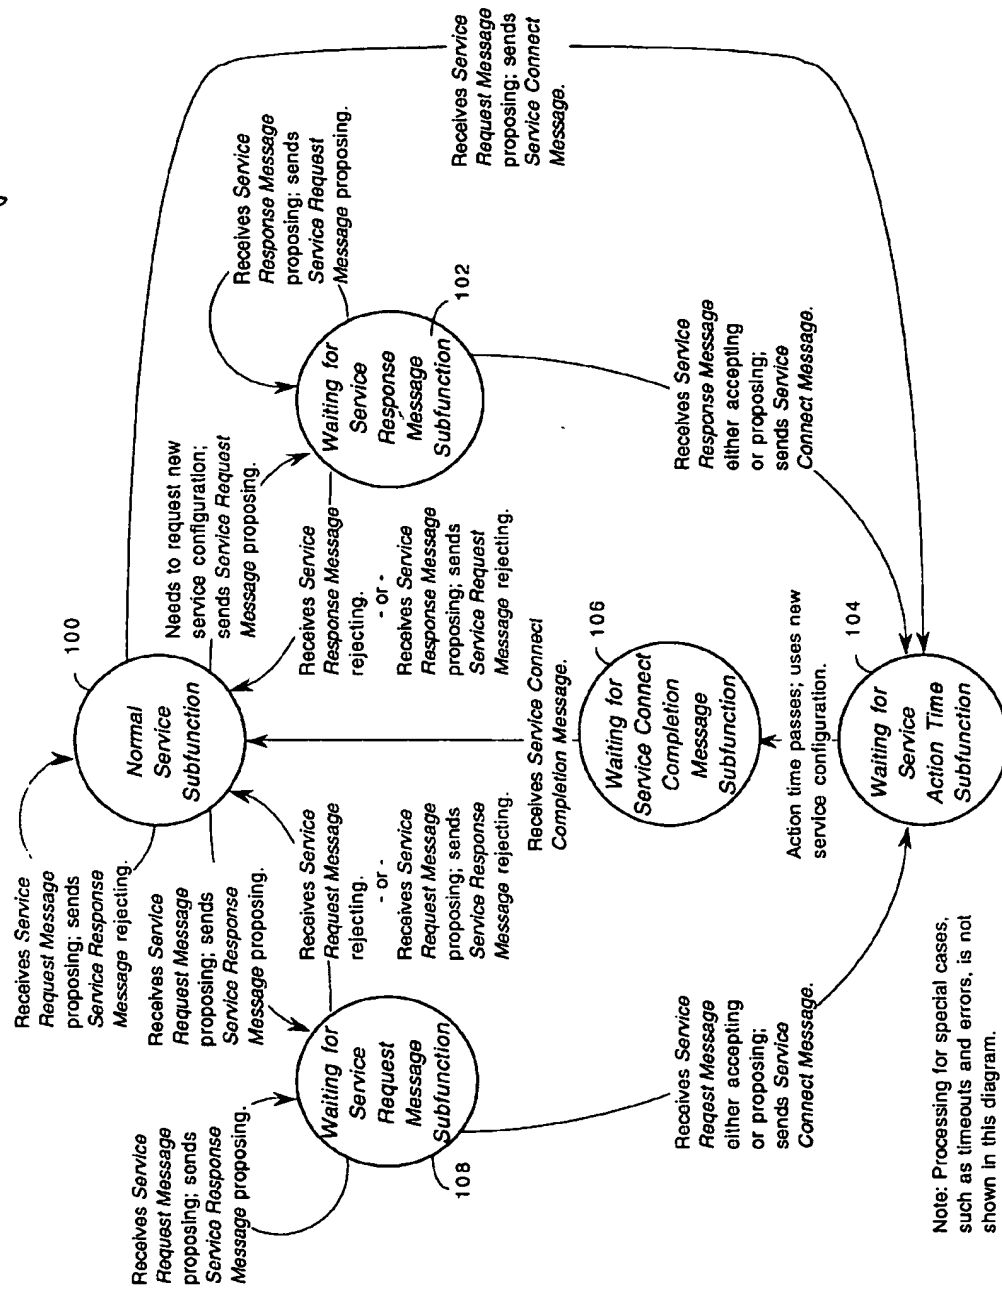 Receives Service
Request Message
proposing; sends
Service Response
Message rejecting.
100
Normal
Service
Subfunction
Receives Service
Request Message
proposing; sends
Service Response
Message proposing.
Needs to request new
service configuration;
sends Service Request
Message proposing.
Receives Service
Response Message
proposing; sends
Service Request
Message proposing.
Receives Service
Request Message
proposing; sends
Service Response
Message proposing.
Waiting for
Service
Request
Message
Subfunction
108
Receives Service
Request Message
rejecting.
- or -
Receives Service
Request Message
proposing; sends
Service Response
Message rejecting.
Receives Service
Response Message
rejecting.
- or -
Receives Service
Response Message
proposing; sends
Service Request
Message rejecting.
Waiting for
Service
Response
Message
Subfunction
102
Receives Service
Request Message
proposing; sends
Service Connect
Message.
Receives Service Connect
Completion Message.
106
Waiting for
Service Connect
Completion
Message
Subfunction
Receives Service
Reqest Message
either accepting
or proposing;
sends Service
Connect Message.
Receives Service
Response Message
either accepting
or proposing;
sends Service
Connect Message.
Action time passes; uses new
service configuration.
104
Waiting for
Service
Action Time
Subfunction
Note: Processing for special cases,
such as timeouts and errors, is not
shown in this diagram.